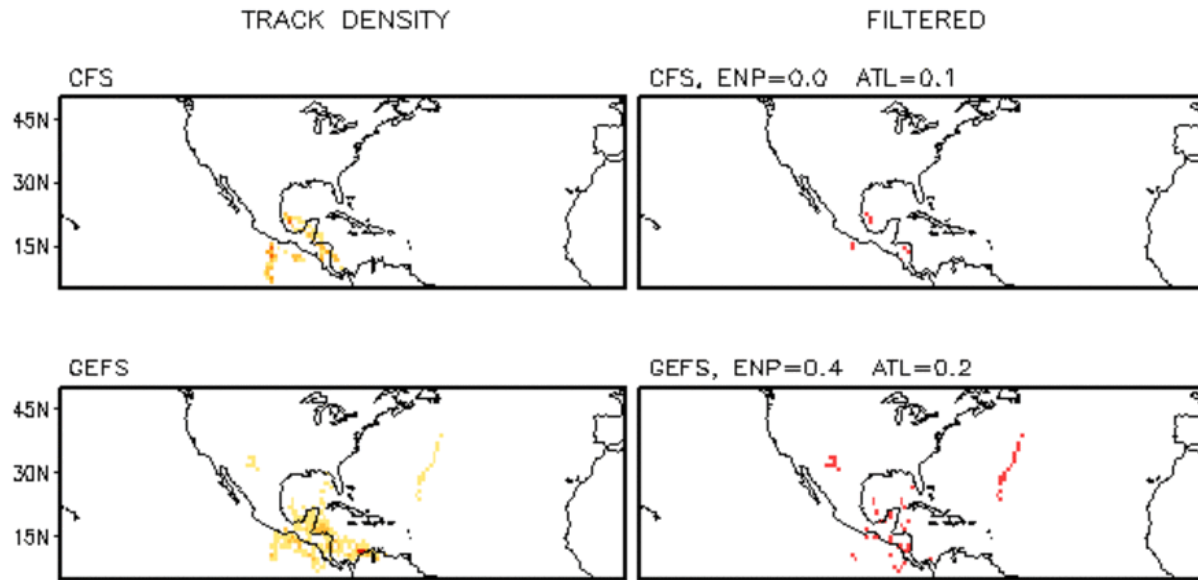 TRACK DENSITY FILTERED
CFS CFS, ENP=0.0 ATL=0.1
45N
30N
15N
GEFS GEFS, ENP=0.4 ATL=0.2
45N
30N
15N